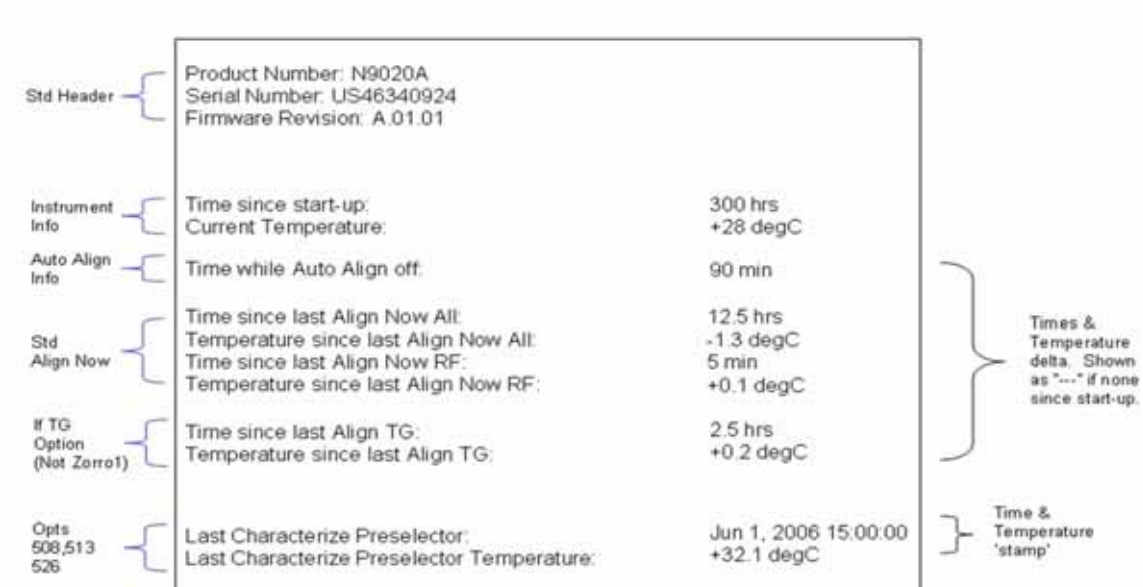 Std Header
Product Number: N9020A
Serial Number: US46340924
Firmware Revision: A.01.01
Instrument
Info
Time since start-up: 300 hrs
Current Temperature: +28 degC
Auto Align
Info
Time while Auto Align off: 90 min
Std
Align Now
Time since last Align Now All: 12.5 hrs
Temperature since last Align Now All: -1.3 degC
Time since last Align Now RF: 5 min
Temperature since last Align Now RF: +0.1 degC
If TG
Option
(Not Zorro1)
Time since last Align TG: 2.5 hrs
Temperature since last Align TG: +0.2 degC
Times &
Temperature
delta. Shown
as "---" if none
since start-up.
Opts
508,513
526
Last Characterize Preselector: Jun 1, 2006 15:00:00
Last Characterize Preselector Temperature: +32.1 degC
Time &
Temperature
'stamp'